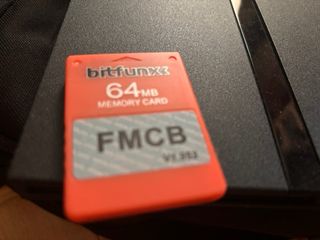 bitfunx
64MB
MEMORY CARD
FMCB